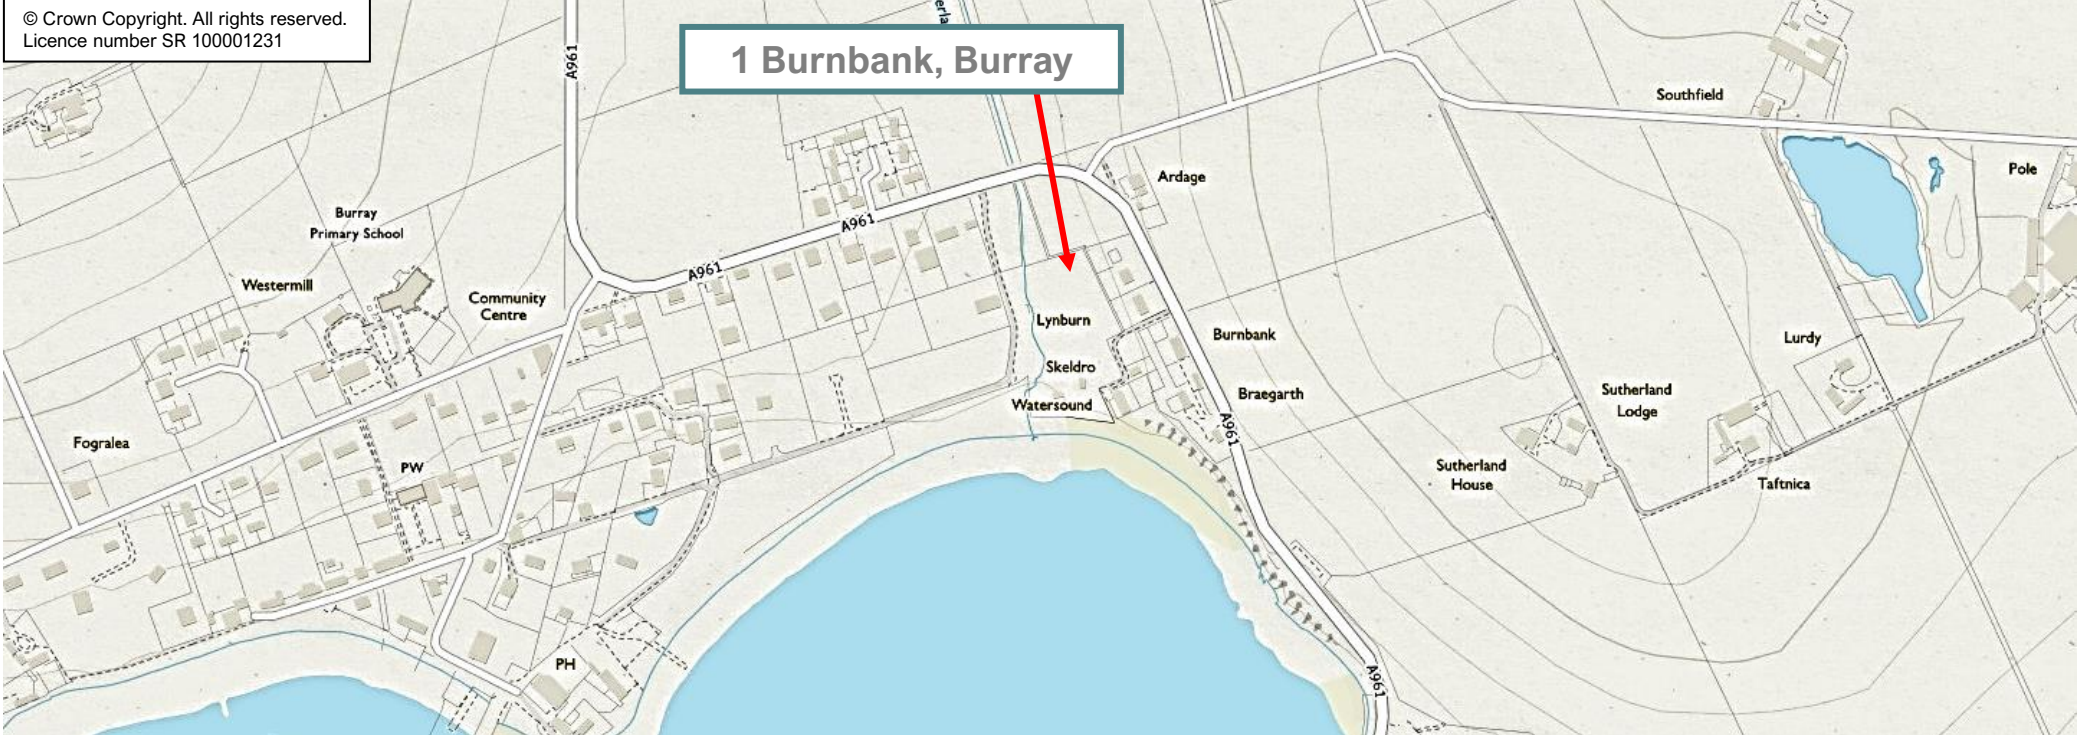 © Crown Copyright. All rights reserved.
Licence number SR 100001231
1 Burnbank, Burray
A961
Southfield
Pole
Ardage
Burray
Primary School
A961
A961
Westermill
Community
Centre
Lynburn
Burnbank
Lurdy
Skeldro
Braegarth
Sutherland
Lodge
Watersound
A961
Fogralea
PW
Sutherland
House
Taftnica
PH
A961